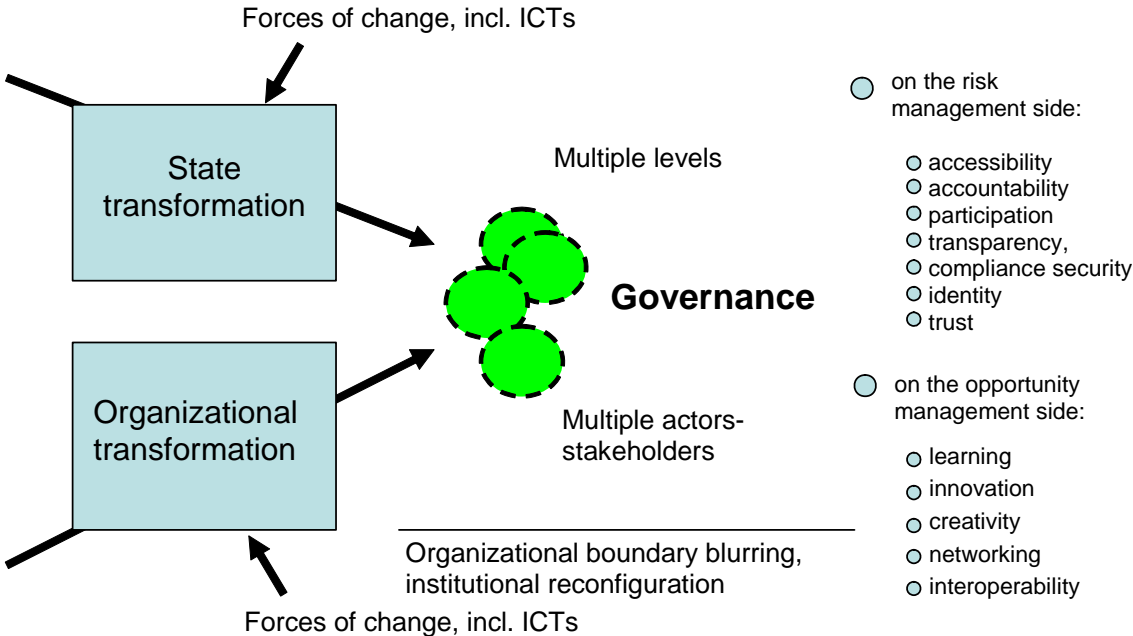 Forces of change, incl. ICTs
State
transformation
Organizational
transformation
Forces of change, incl. ICTs
Multiple levels
Governance
Multiple actors-
stakeholders
Organizational boundary blurring,
institutional reconfiguration
on the risk
management side:
accessibility
accountability
participation
transparency,
compliance security
identity
trust
on the opportunity
management side:
learning
innovation
creativity
networking
interoperability